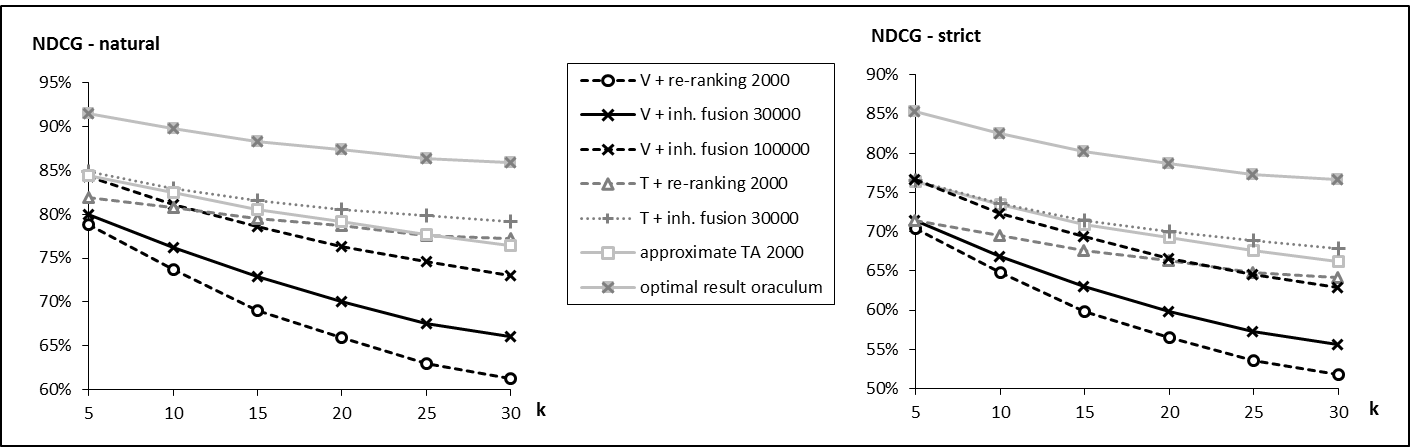 NDCG - natural
95%
90%
85%
80%
75%
70%
65%
60%
5 10 15 20 25 30 k
V + re-ranking 2000
V + inh. fusion 30000
V + inh. fusion 100000
T + re-ranking 2000
T + inh. fusion 30000
approximate TA 2000
optimal result oraculum
NDCG - strict
90%
85%
80%
75%
70%
65%
60%
55%
50%
5 10 15 20 25 30 k